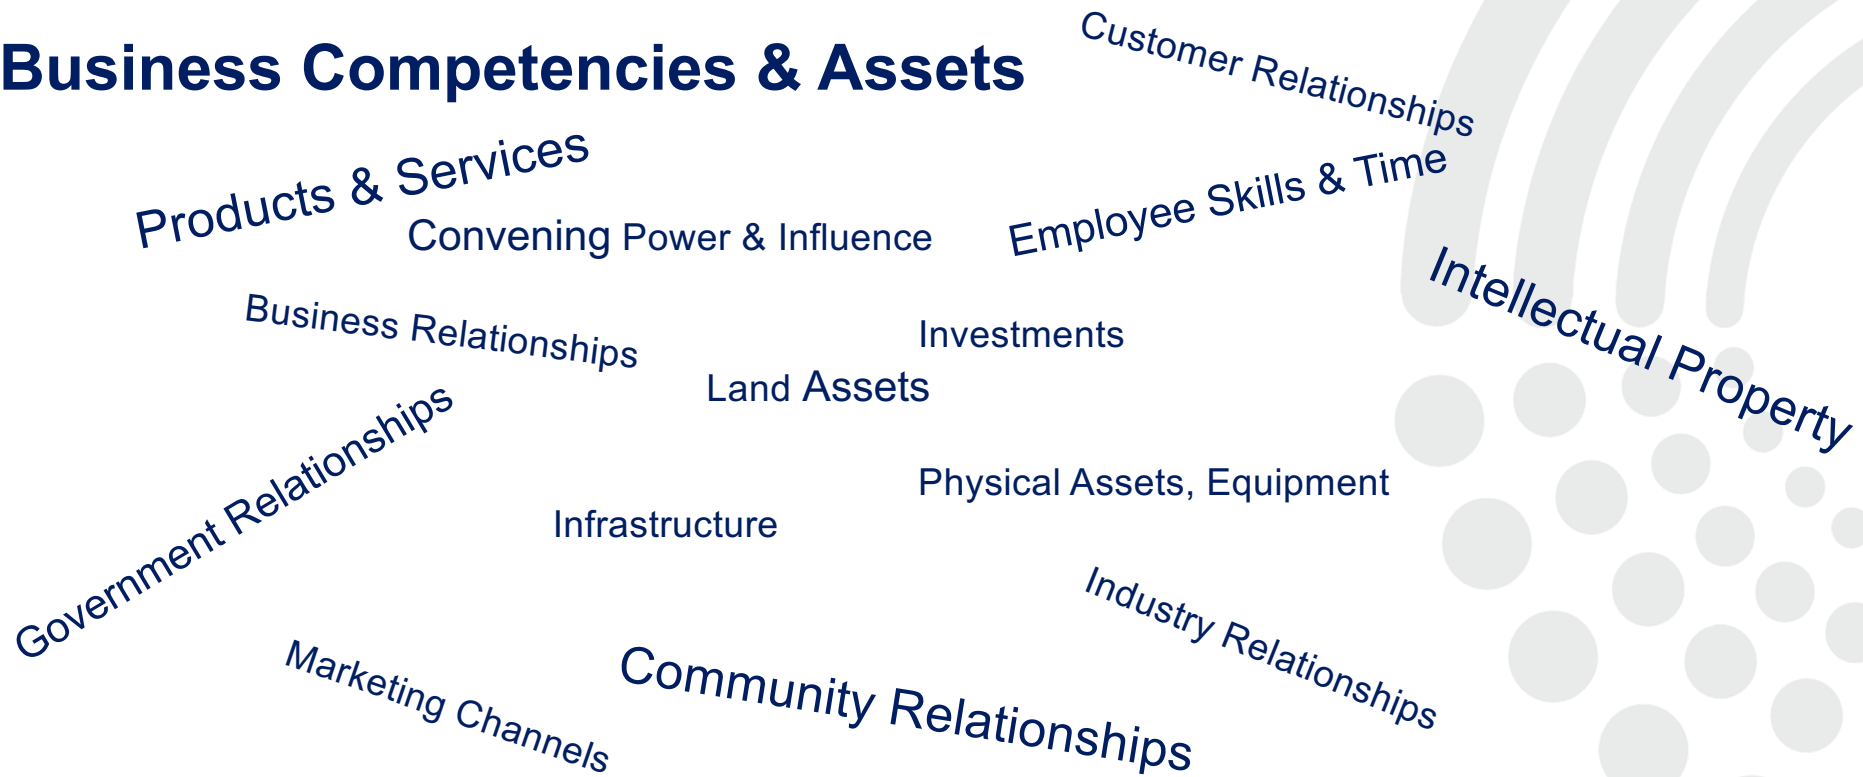 Business Competencies & Assets
Customer Relationships
Products & Services
Employee Skills & Time
Convening Power & Influence
Intellectual Property
Business Relationships
Investments
Land Assets
Government Relationships
Physical Assets, Equipment
Infrastructure
Industry Relationships
Marketing Channels
Community Relationships